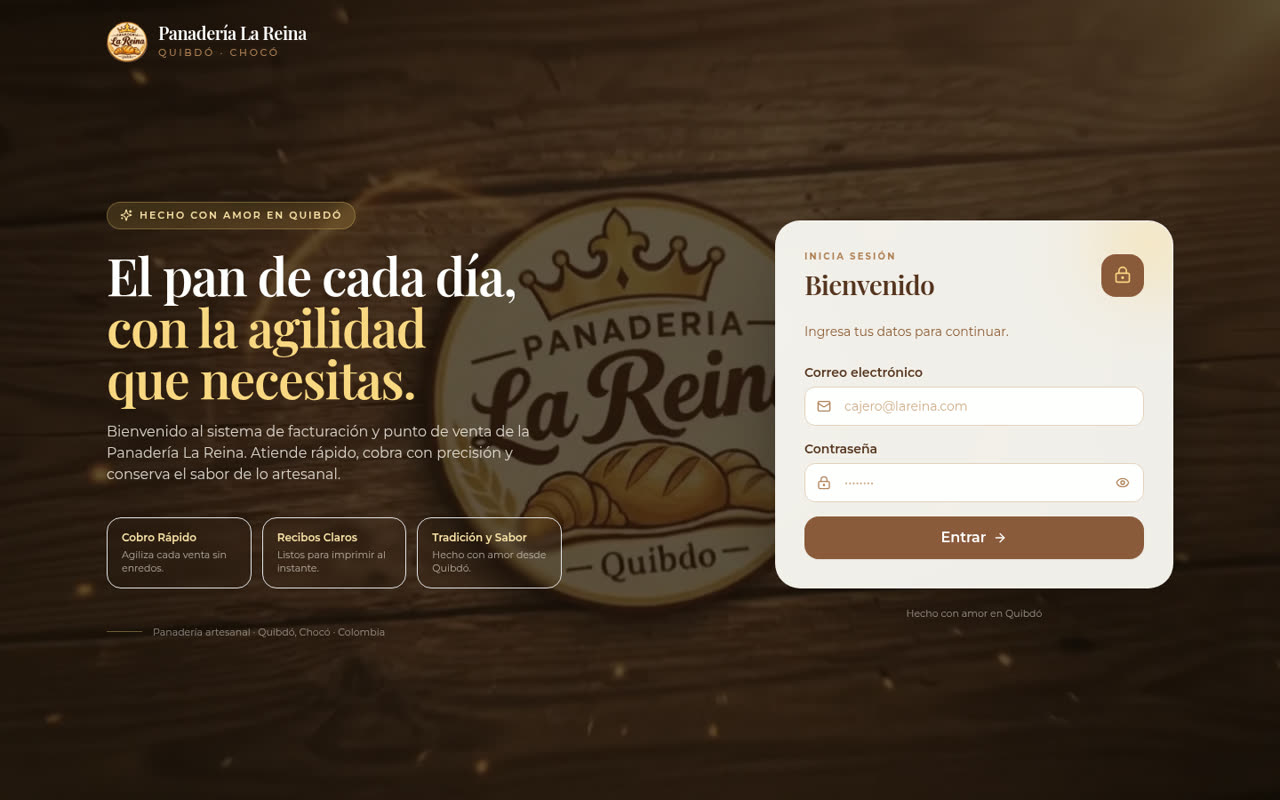 La Reina
Panadería La Reina
QUIBDÓ · CHOCÓ
HECHO CON AMOR EN QUIBDÓ
El pan de cada día,
con la agilidad
que necesitas.
Bienvenido al sistema de facturación y punto de venta de la
Panadería La Reina. Atiende rápido, cobra con precisión y
conserva el sabor de lo artesanal.
Cobro Rápido
Agiliza cada venta sin
enredos.
Recibos Claros
Listos para imprimir al
instante.
Tradición y Sabor
Hecho con amor desde
Quibdó.
Panadería artesanal · Quibdó, Chocó · Colombia
PANADERIA
La Rein
Quibdo
INICIA SESIÓN
Bienvenido
Ingresa tus datos para continuar.
Correo electrónico
cajero@lareina.com
Contraseña
••••••••
Entrar →
Hecho con amor en Quibdó